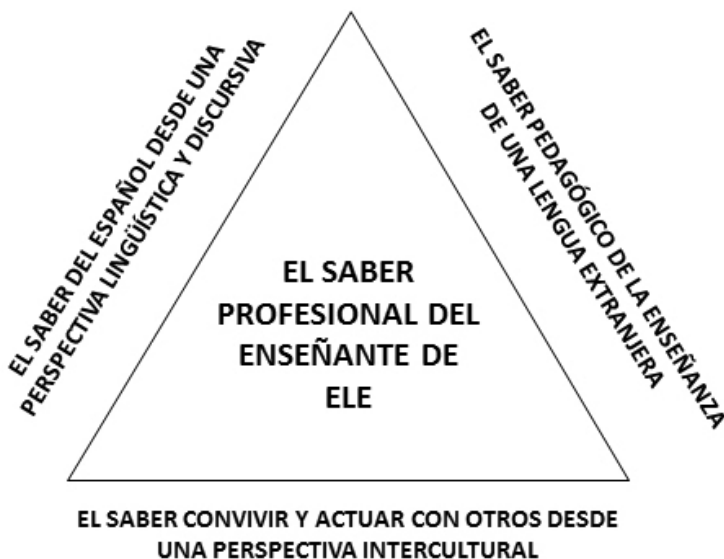 EL SABER DEL ESPAÑOL DESDE UNA
PERSPECTIVA LINGÜÍSTICA Y DISCURSIVA
EL SABER PEDAGÓGICO DE LA ENSEÑANZA
DE UNA LENGUA EXTRANJERA
EL SABER
PROFESIONAL DEL
ENSEÑANTE DE
ELE
EL SABER CONVIVIR Y ACTUAR CON OTROS DESDE
UNA PERSPECTIVA INTERCULTURAL